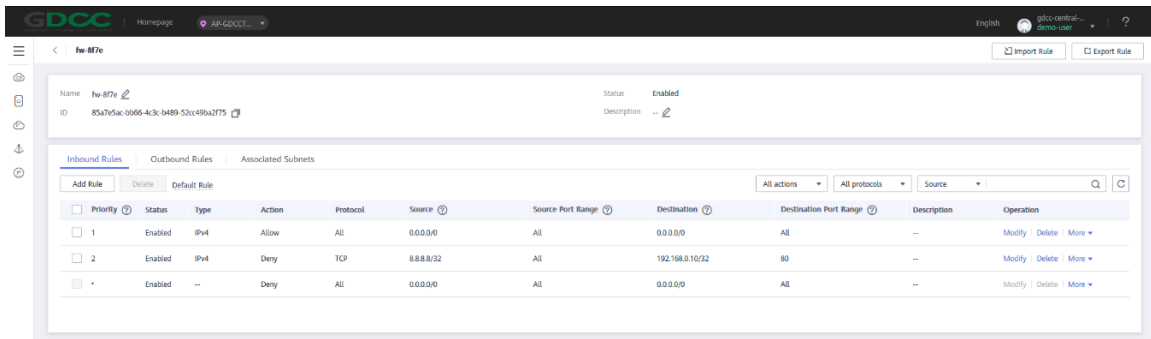 GDCC Homepage AP-GDCCT... English gdcc-central-...
demo-user ?
fw-8f7e Import Rule Export Rule
Name fw-8f7e Status Enabled
ID 85a7e5ac-bb66-4c3c-b489-52cc49ba2f75 Description --
Inbound Rules Outbound Rules Associated Subnets
Add Rule Delete Default Rule All actions All protocols Source
Priority ? Status Type Action Protocol Source ? Source Port Range ? Destination ? Destination Port Range ? Description Operation
1 Enabled IPv4 Allow All 0.0.0.0/0 All 0.0.0.0/0 All -- Modify Delete More
2 Enabled IPv4 Deny TCP 8.8.8.8/32 All 192.168.0.10/32 80 -- Modify Delete More
* Enabled -- Deny All 0.0.0.0/0 All 0.0.0.0/0 All -- Modify Delete More